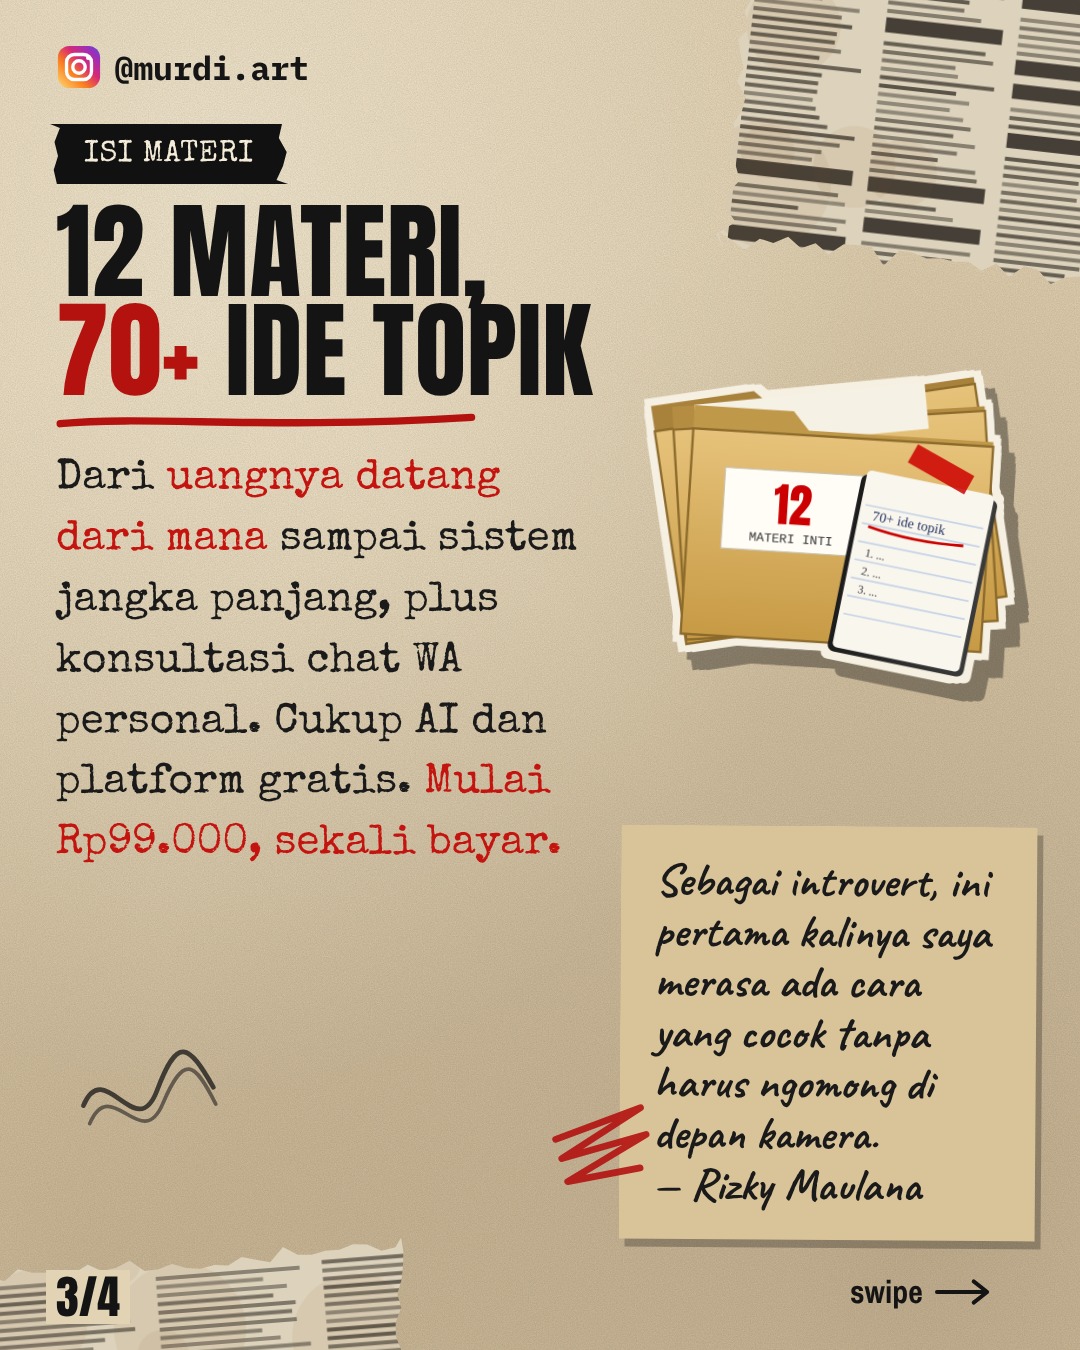 @murdi.art
ISI MATERI
12 MATERI,
70+ IDE TOPIK
Dari uangnya datang
dari mana sampai sistem
jangka panjang, plus
konsultasi chat WA
personal. Cukup AI dan
platform gratis. Mulai
Rp99.000, sekali bayar.
12
MATERI INTI
70+ ide topik
1. ...
2. ...
3. ...
Sebagai introvert, ini
pertama kalinya saya
merasa ada cara
yang cocok tanpa
harus ngomong di
depan kamera.
— Rizky Maulana
3/4
swipe →